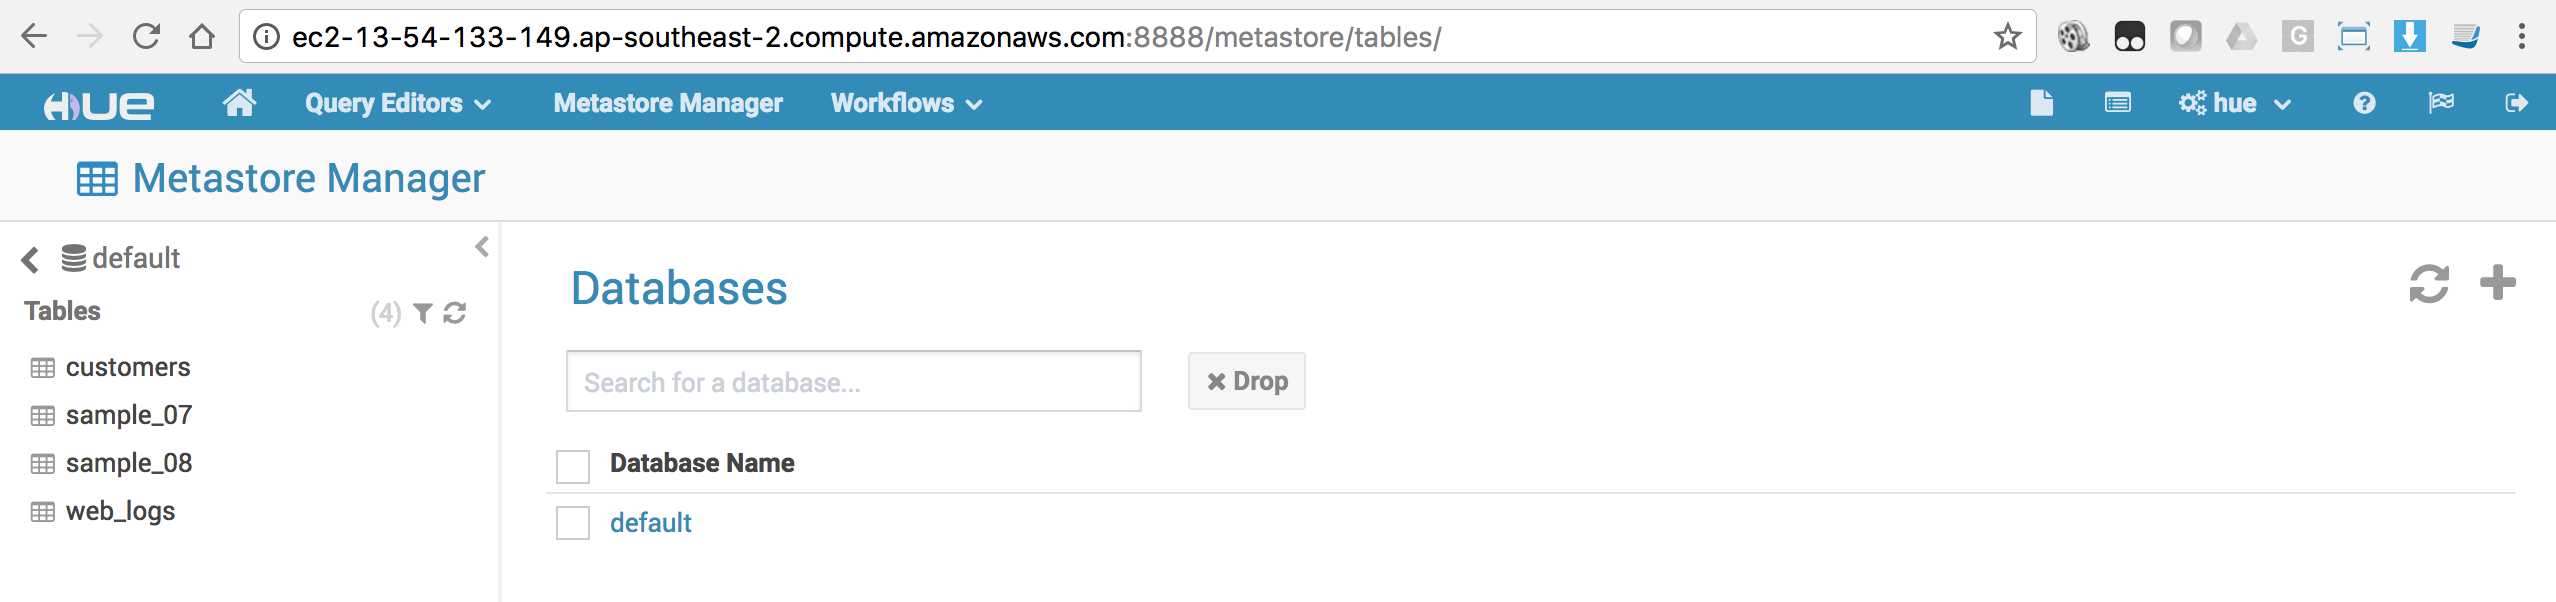 ec2-13-54-133-149.ap-southeast-2.compute.amazonaws.com:8888/metastore/tables/
HUE Query Editors Metastore Manager Workflows hue
Metastore Manager
default
Tables (4)
customers
sample_07
sample_08
web_logs
Databases
Search for a database... Drop
Database Name
default